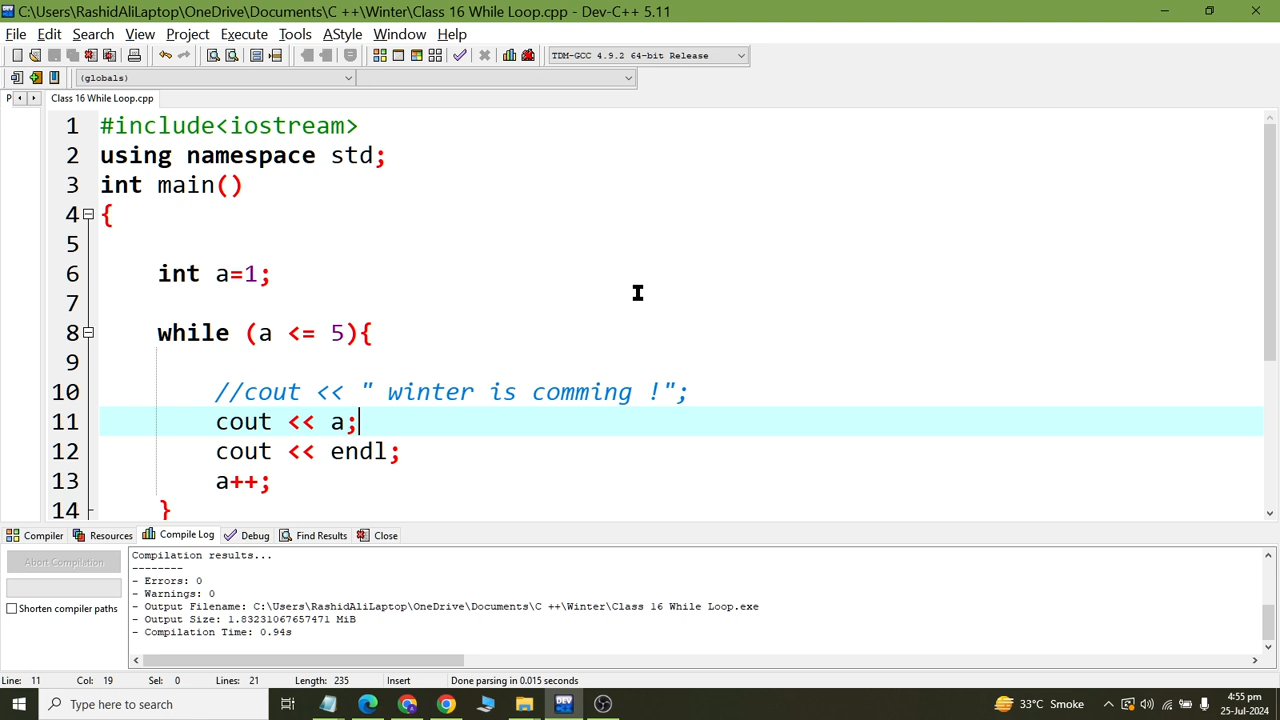 C:\Users\RashidAliLaptop\OneDrive\Documents\C ++\Winter\Class 16 While Loop.cpp - Dev-C++ 5.11
File Edit Search View Project Execute Tools AStyle Window Help
TDM-GCC 4.9.2 64-bit Release
(globals)
P Class 16 While Loop.cpp
1 #include<iostream>
2 using namespace std;
3 int main()
4 {
5
6 int a=1;
7
8 while (a <= 5){
9
10 //cout << " winter is comming !";
11 cout << a;
12 cout << endl;
13 a++;
14 }
Compiler Resources Compile Log Debug Find Results Close
Abort Compilation
Shorten compiler paths
Compilation results...
--------
- Errors: 0
- Warnings: 0
- Output Filename: C:\Users\RashidAliLaptop\OneDrive\Documents\C ++\Winter\Class 16 While Loop.exe
- Output Size: 1.83231067657471 MiB
- Compilation Time: 0.94s
Line: 11 Col: 19 Sel: 0 Lines: 21 Length: 235 Insert Done parsing in 0.015 seconds
Type here to search
33°C Smoke
4:55 pm
25-Jul-2024